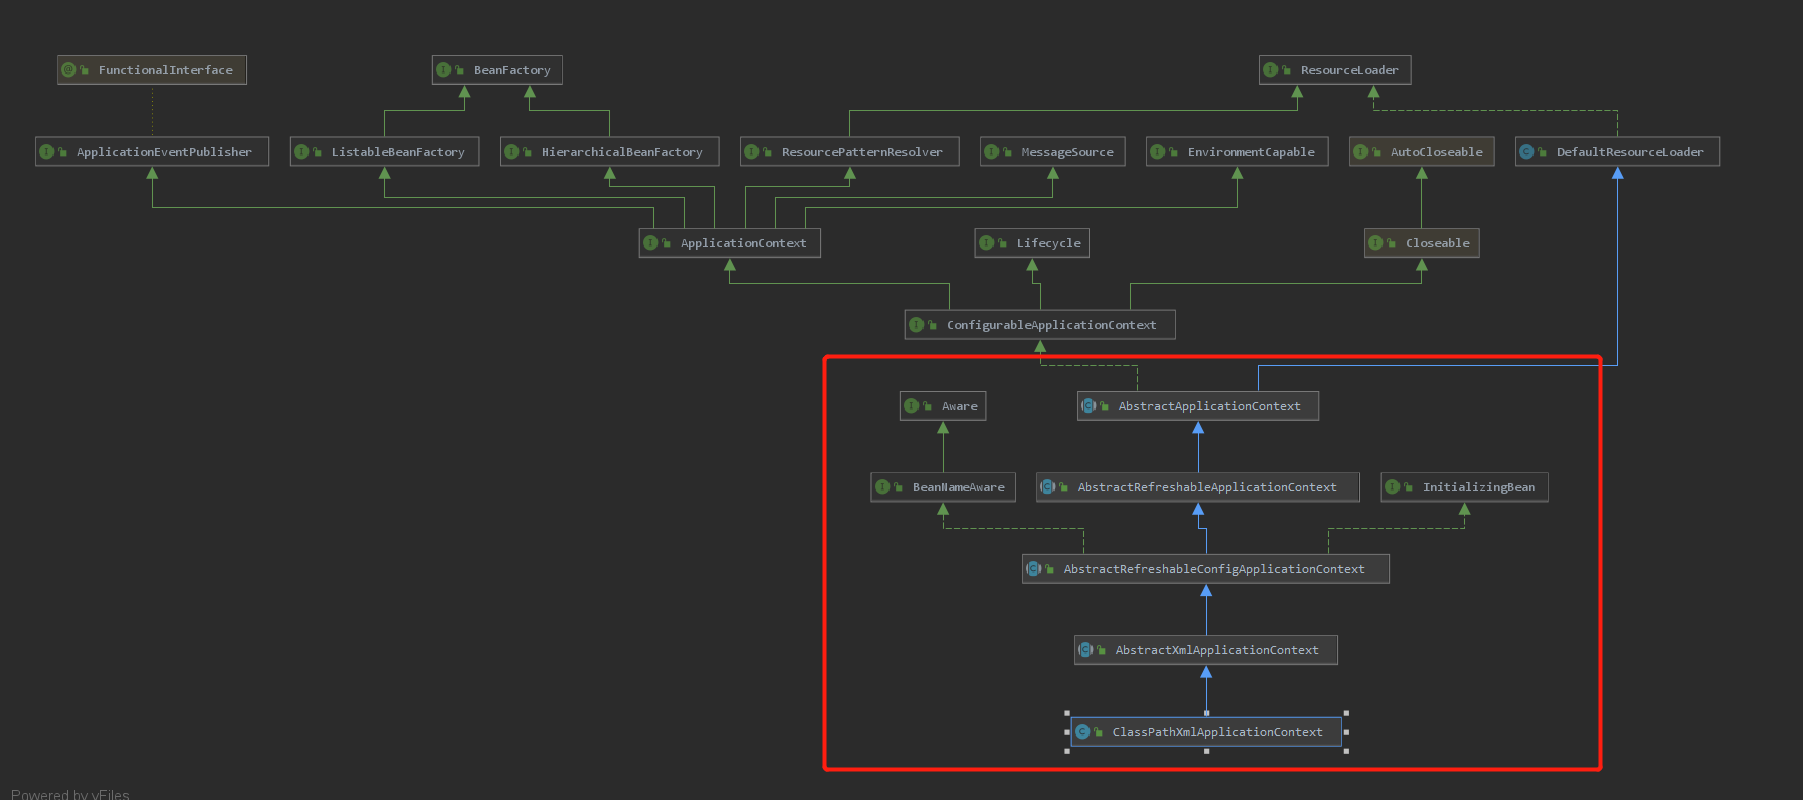 FunctionalInterface
BeanFactory
ResourceLoader
ApplicationEventPublisher
ListableBeanFactory
HierarchicalBeanFactory
ResourcePatternResolver
MessageSource
EnvironmentCapable
AutoCloseable
DefaultResourceLoader
ApplicationContext
Lifecycle
Closeable
ConfigurableApplicationContext
Aware
AbstractApplicationContext
BeanNameAware
AbstractRefreshableApplicationContext
InitializingBean
AbstractRefreshableConfigApplicationContext
AbstractXmlApplicationContext
ClassPathXmlApplicationContext
Powered by yFiles